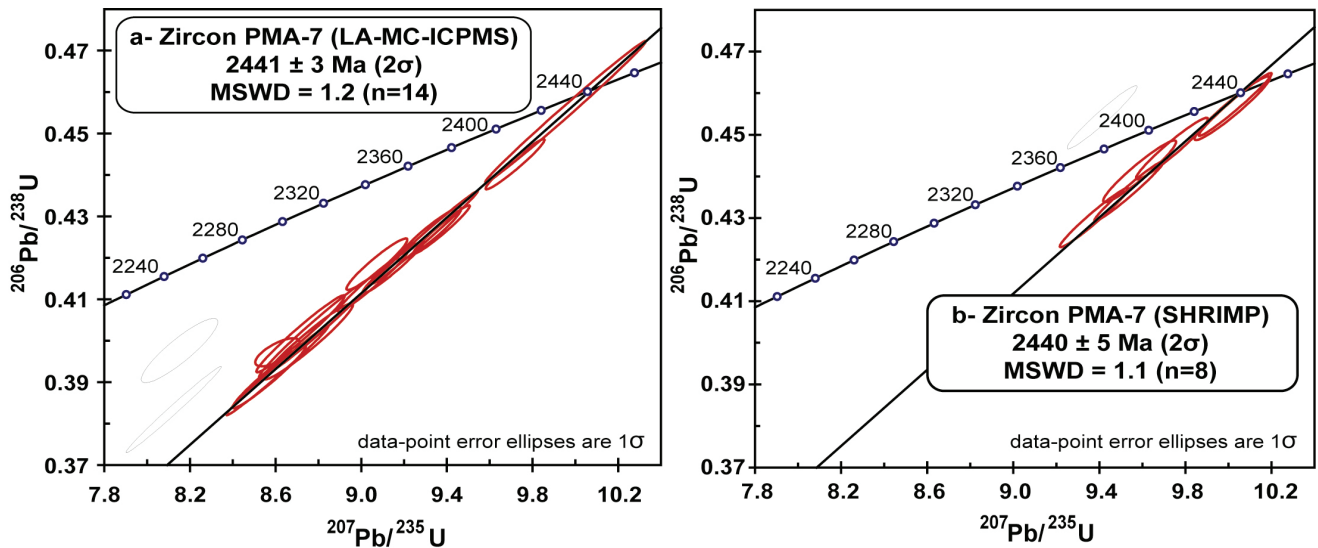 a- Zircon PMA-7 (LA-MC-ICPMS)
2441 ± 3 Ma (2σ)
MSWD = 1.2 (n=14)
0.47
0.45
0.43
0.41
0.39
0.37
²⁰⁶Pb/²³⁸U
2240
2280
2320
2360
2400
2440
data-point error ellipses are 1σ
7.8 8.2 8.6 9.0 9.4 9.8 10.2
²⁰⁷Pb/²³⁵U
0.47
0.45
0.43
0.41
0.39
0.37
²⁰⁶Pb/²³⁸U
2240
2280
2320
2360
2400
2440
b- Zircon PMA-7 (SHRIMP)
2440 ± 5 Ma (2σ)
MSWD = 1.1 (n=8)
data-point error ellipses are 1σ
7.8 8.2 8.6 9.0 9.4 9.8 10.2
²⁰⁷Pb/²³⁵U